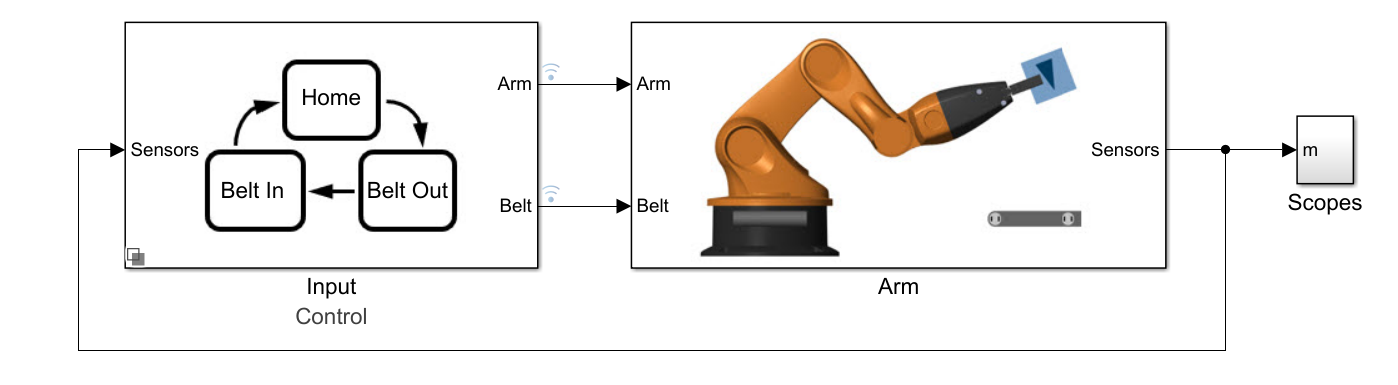 Home
Belt In
Belt Out
Sensors
Arm
Belt
Input
Control
Arm
Belt
Sensors
Arm
m
Scopes